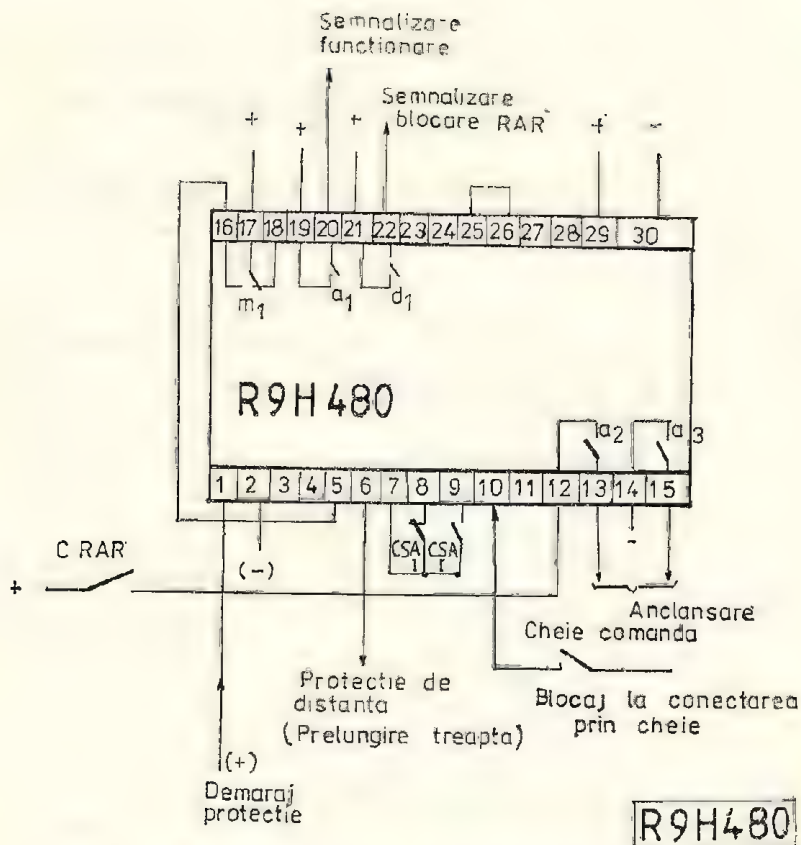 Semnalizare
functionare
Semnalizare
blocare RAR
+ + + + -
16 17 18 19 20 21 22 23 24 25 26 27 28 29 30
m1 a1 d1
R9H480
a2 a3
1 2 3 4 5 6 7 8 9 10 11 12 13 14 15
C RAR
+
(-)
CSA
I
CSA
I
-
Anclansare
Cheie comanda
Protectie de
distanta
(Prelungire treapta)
Blocaj la conectarea
prin cheie
(+)
Demaraj
protectie
R9H480